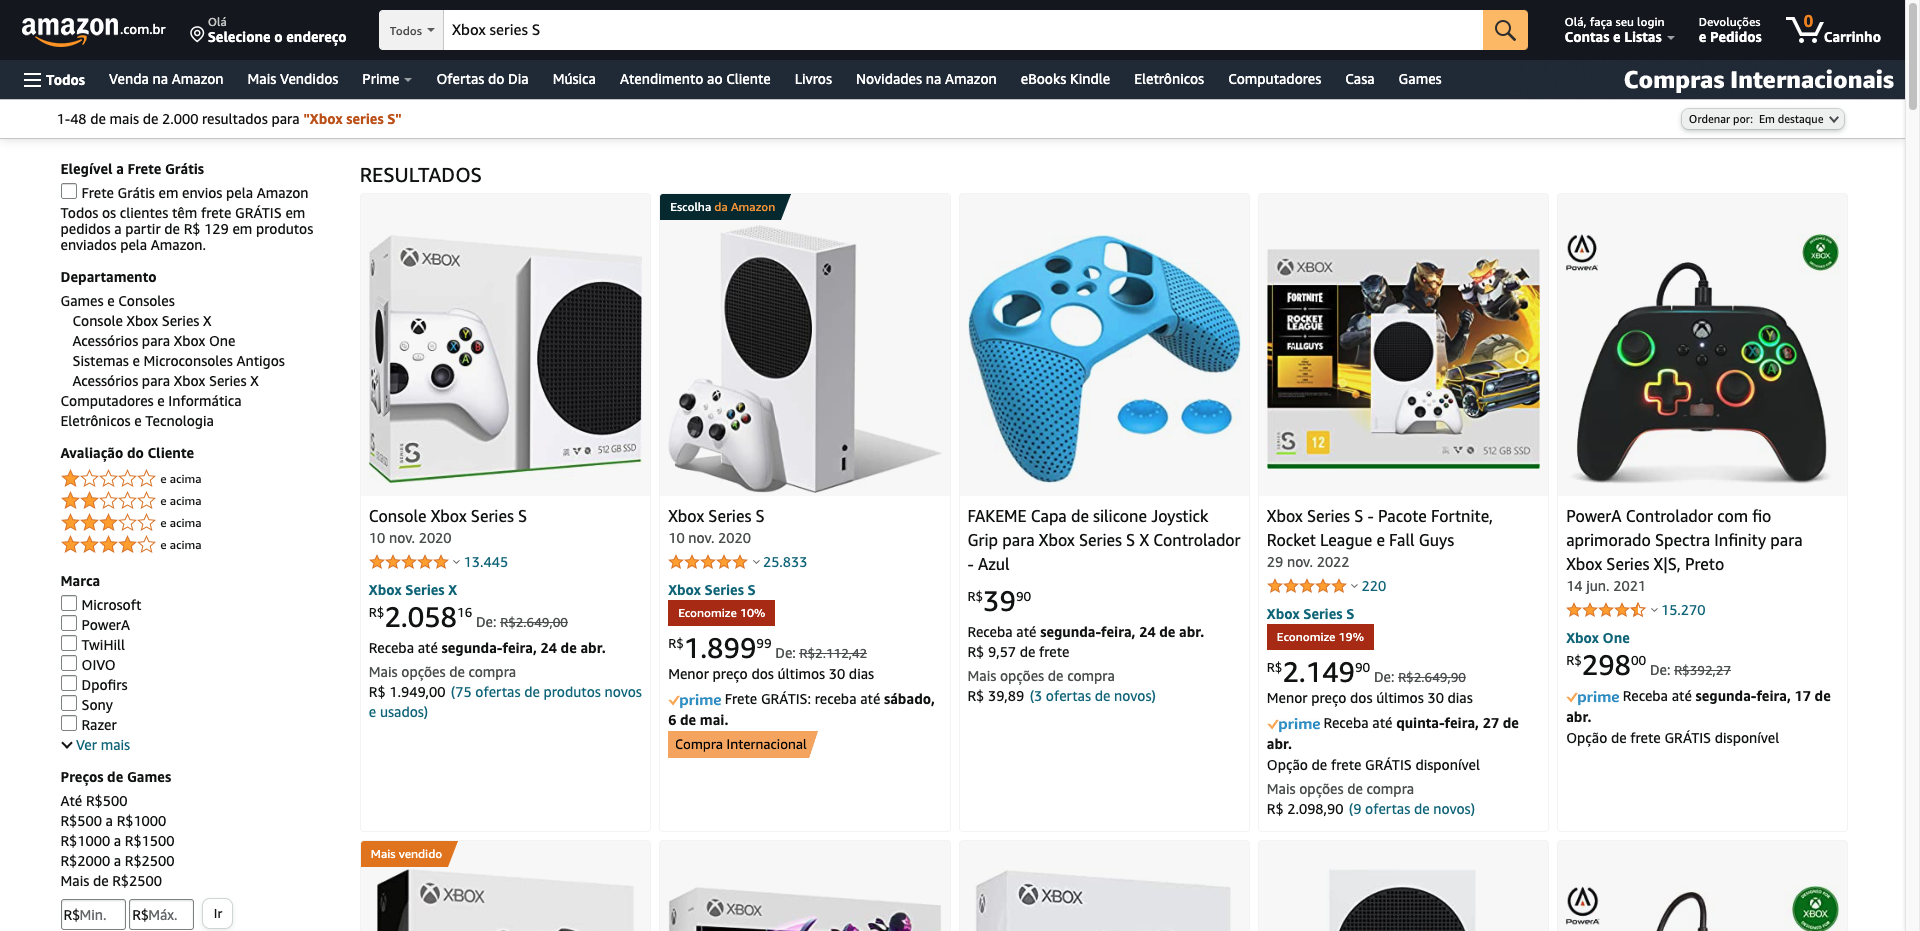 amazon.com.br
Olá
Selecione o endereço
Todos
Xbox series S
Olá, faça seu login
Contas e Listas
Devoluções
e Pedidos
0
Carrinho
Todos
Venda na Amazon
Mais Vendidos
Prime
Ofertas do Dia
Música
Atendimento ao Cliente
Livros
Novidades na Amazon
eBooks Kindle
Eletrônicos
Computadores
Casa
Games
Compras Internacionais
1-48 de mais de 2.000 resultados para "Xbox series S"
Ordenar por: Em destaque
Elegível a Frete Grátis
Frete Grátis em envios pela Amazon
Todos os clientes têm frete GRÁTIS em
pedidos a partir de R$ 129 em produtos
enviados pela Amazon.
Departamento
Games e Consoles
Console Xbox Series X
Acessórios para Xbox One
Sistemas e Microconsoles Antigos
Acessórios para Xbox Series X
Computadores e Informática
Eletrônicos e Tecnologia
Avaliação do Cliente
e acima
e acima
e acima
e acima
Marca
Microsoft
PowerA
TwiHill
OIVO
Dpofirs
Sony
Razer
Ver mais
Preços de Games
Até R$500
R$500 a R$1000
R$1000 a R$1500
R$2000 a R$2500
Mais de R$2500
R$Min.
R$Máx.
Ir
RESULTADOS
XBOX
Y
X
B
A
SERIES S
512 GB SSD
Console Xbox Series S
10 nov. 2020
13.445
Xbox Series X
R$2.05816 De: R$2.649,00
Receba até segunda-feira, 24 de abr.
Mais opções de compra
R$ 1.949,00 (75 ofertas de produtos novos
e usados)
Escolha da Amazon
Xbox Series S
10 nov. 2020
25.833
Xbox Series S
Economize 10%
R$1.89999 De: R$2.112,42
Menor preço dos últimos 30 dias
prime Frete GRÁTIS: receba até sábado,
6 de mai.
Compra Internacional
FAKEME Capa de silicone Joystick
Grip para Xbox Series S X Controlador
- Azul
R$3990
Receba até segunda-feira, 24 de abr.
R$ 9,57 de frete
Mais opções de compra
R$ 39,89 (3 ofertas de novos)
XBOX
FORTNITE
ROCKET
LEAGUE
FALL GUYS
S
12
512 GB SSD
Xbox Series S - Pacote Fortnite,
Rocket League e Fall Guys
29 nov. 2022
220
Xbox Series S
Economize 19%
R$2.14990 De: R$2.649,90
Menor preço dos últimos 30 dias
prime Receba até quinta-feira, 27 de
abr.
Opção de frete GRÁTIS disponível
Mais opções de compra
R$ 2.098,90 (9 ofertas de novos)
PowerA
XBOX
Y
X
B
A
PowerA Controlador com fio
aprimorado Spectra Infinity para
Xbox Series X|S, Preto
14 jun. 2021
15.270
Xbox One
R$29800 De: R$392,27
prime Receba até segunda-feira, 17 de
abr.
Opção de frete GRÁTIS disponível
Mais vendido
XBOX
XBOX
XBOX
PowerA
XBOX